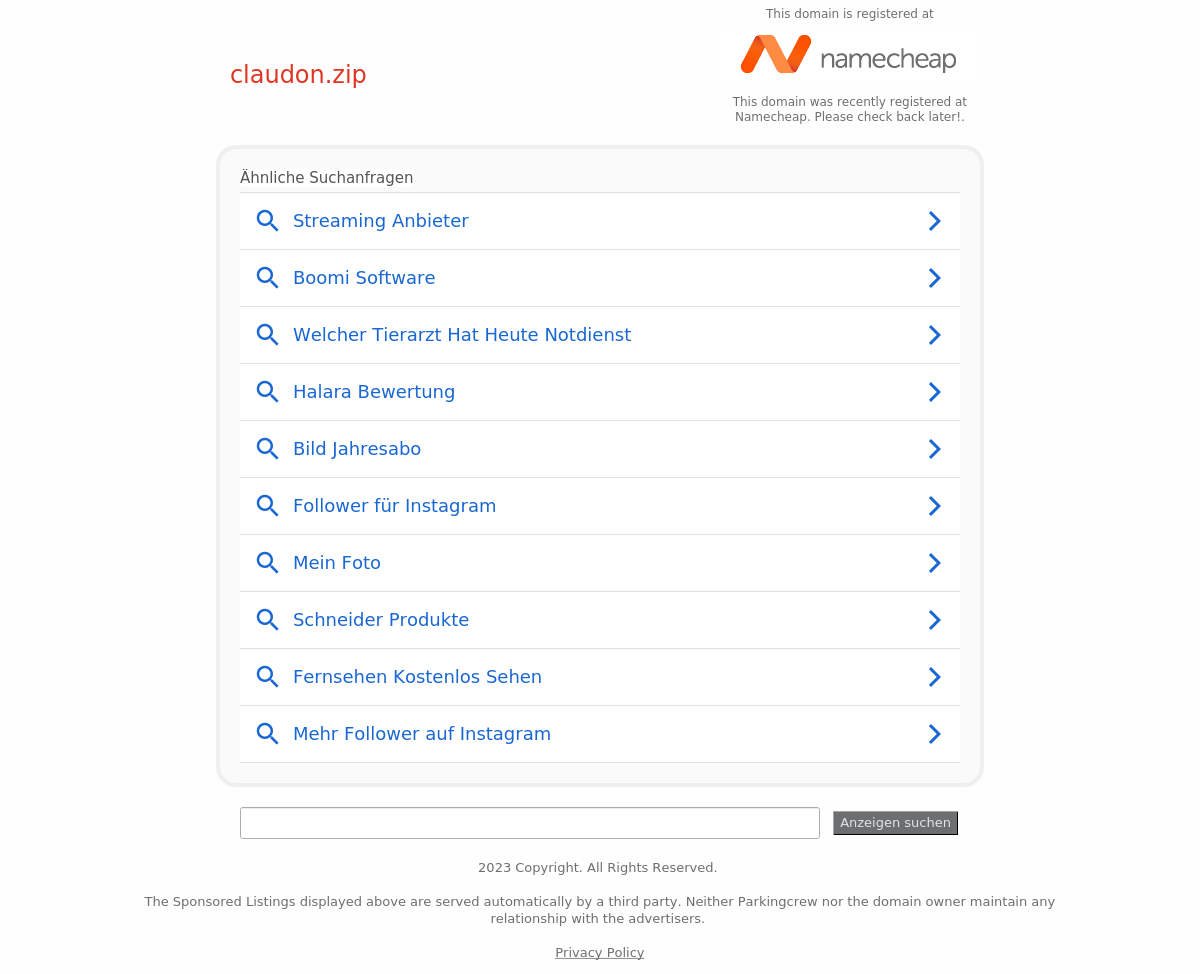 This domain is registered at
namecheap
claudon.zip
This domain was recently registered at
Namecheap. Please check back later!.
Ähnliche Suchanfragen
Streaming Anbieter
Boomi Software
Welcher Tierarzt Hat Heute Notdienst
Halara Bewertung
Bild Jahresabo
Follower für Instagram
Mein Foto
Schneider Produkte
Fernsehen Kostenlos Sehen
Mehr Follower auf Instagram
Anzeigen suchen
2023 Copyright. All Rights Reserved.
The Sponsored Listings displayed above are served automatically by a third party. Neither Parkingcrew nor the domain owner maintain any
relationship with the advertisers.
Privacy Policy